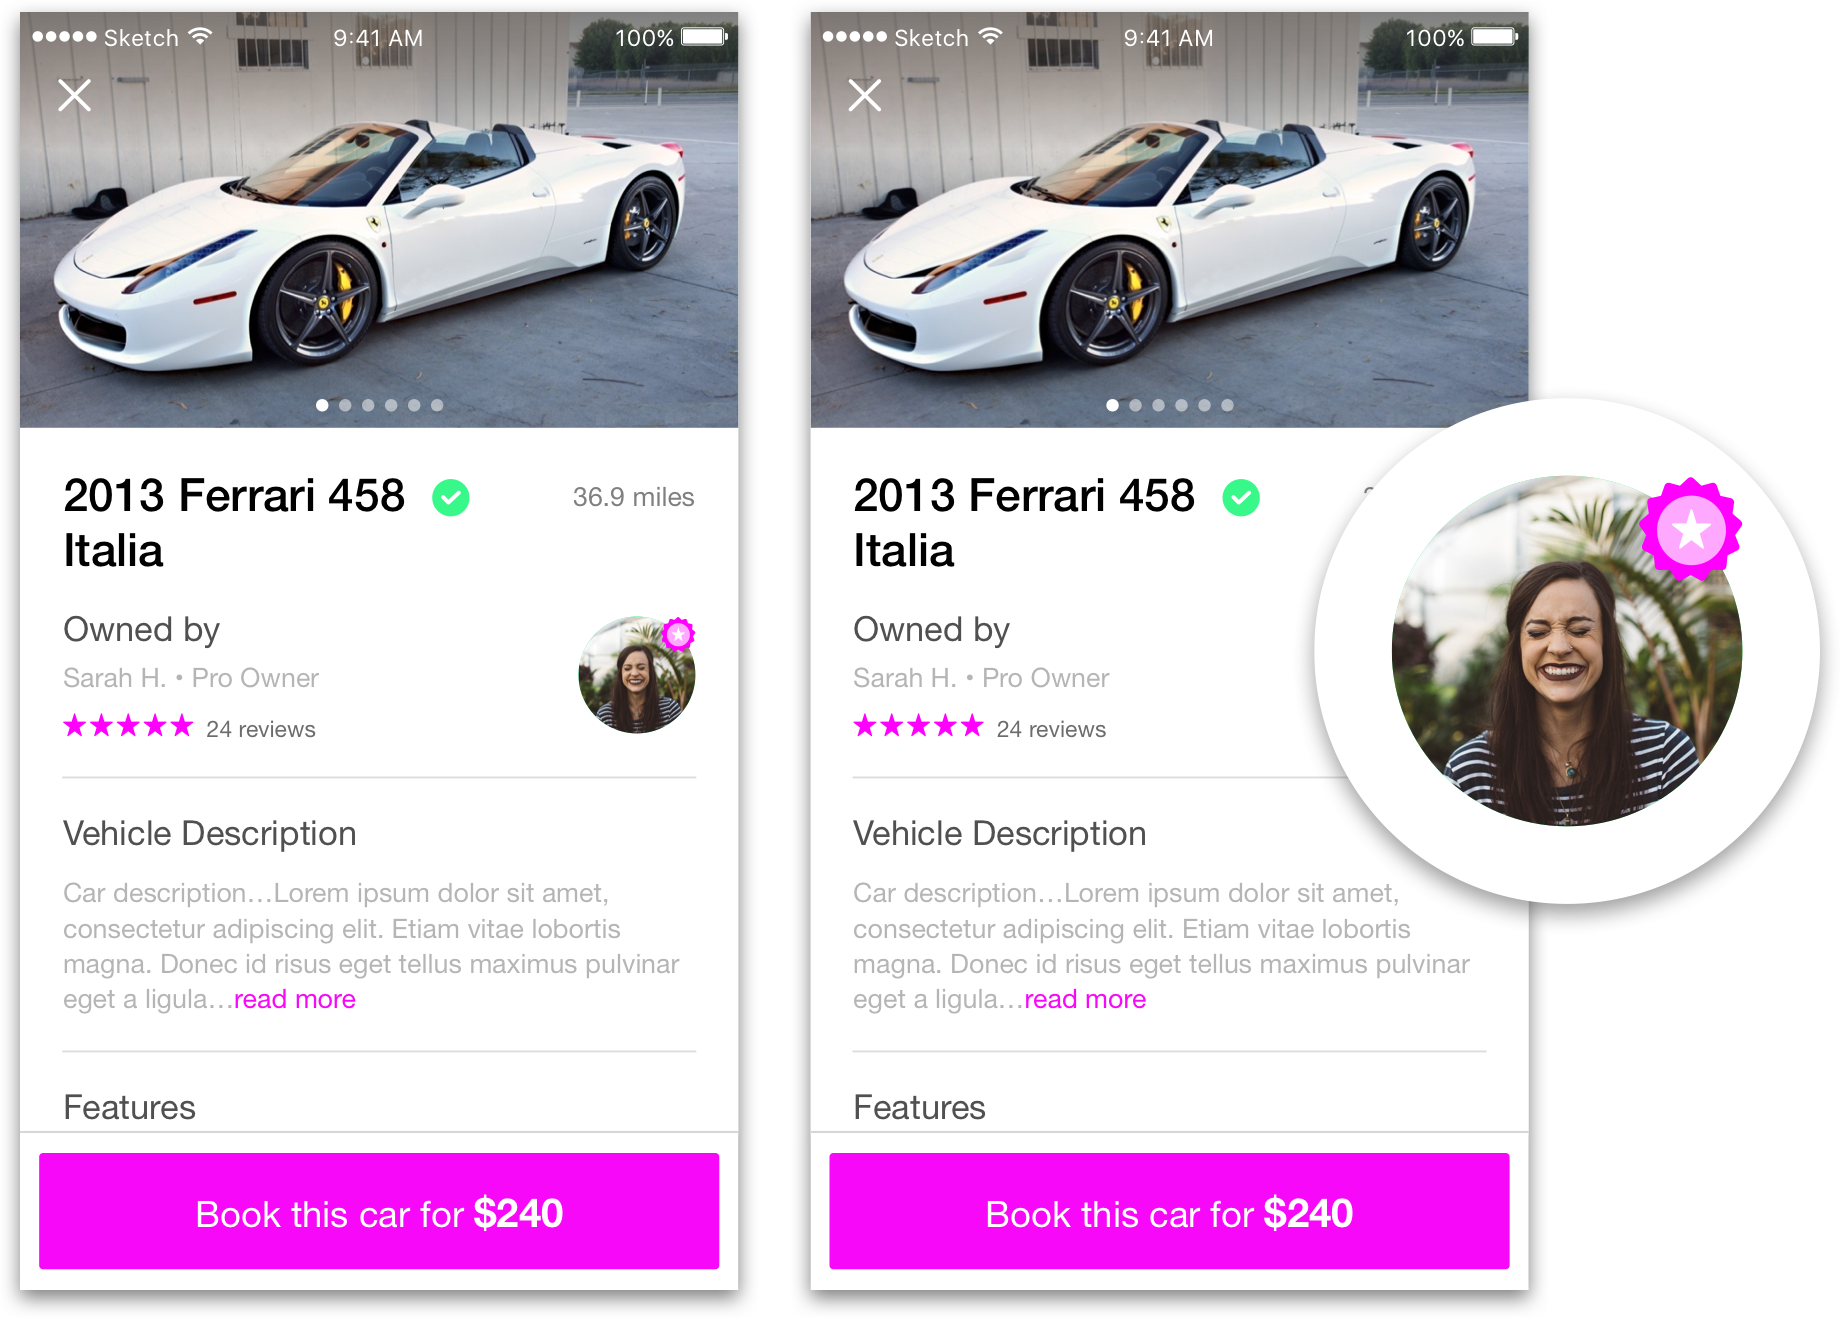 Sketch 9:41 AM 100%
2013 Ferrari 458
Italia
36.9 miles
Owned by
Sarah H. • Pro Owner
24 reviews
Vehicle Description
Car description…Lorem ipsum dolor sit amet,
consectetur adipiscing elit. Etiam vitae lobortis
magna. Donec id risus eget tellus maximus pulvinar
eget a ligula…read more
Features
Book this car for $240
Sketch 9:41 AM 100%
2013 Ferrari 458
Italia
Owned by
Sarah H. • Pro Owner
24 reviews
Vehicle Description
Car description…Lorem ipsum dolor sit amet,
consectetur adipiscing elit. Etiam vitae lobortis
magna. Donec id risus eget tellus maximus pulvinar
eget a ligula…read more
Features
Book this car for $240